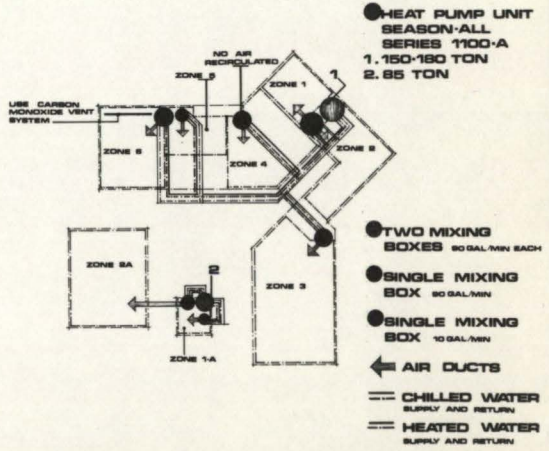 HEAT PUMP UNIT
SEASON-ALL
SERIES 1100-A
1. 150-180 TON
2. 85 TON
NO AIR
RECIRCULATED
ZONE 5
ZONE 1
1
USE CARBON
MONOXIDE VENT
SYSTEM
ZONE 6
ZONE 4
ZONE 2
ZONE 2A
2
ZONE 3
ZONE 1-A
TWO MIXING
BOXES 90 GAL/MIN EACH
SINGLE MIXING
BOX 90 GAL/MIN
SINGLE MIXING
BOX 10 GAL/MIN
AIR DUCTS
CHILLED WATER
SUPPLY AND RETURN
HEATED WATER
SUPPLY AND RETURN